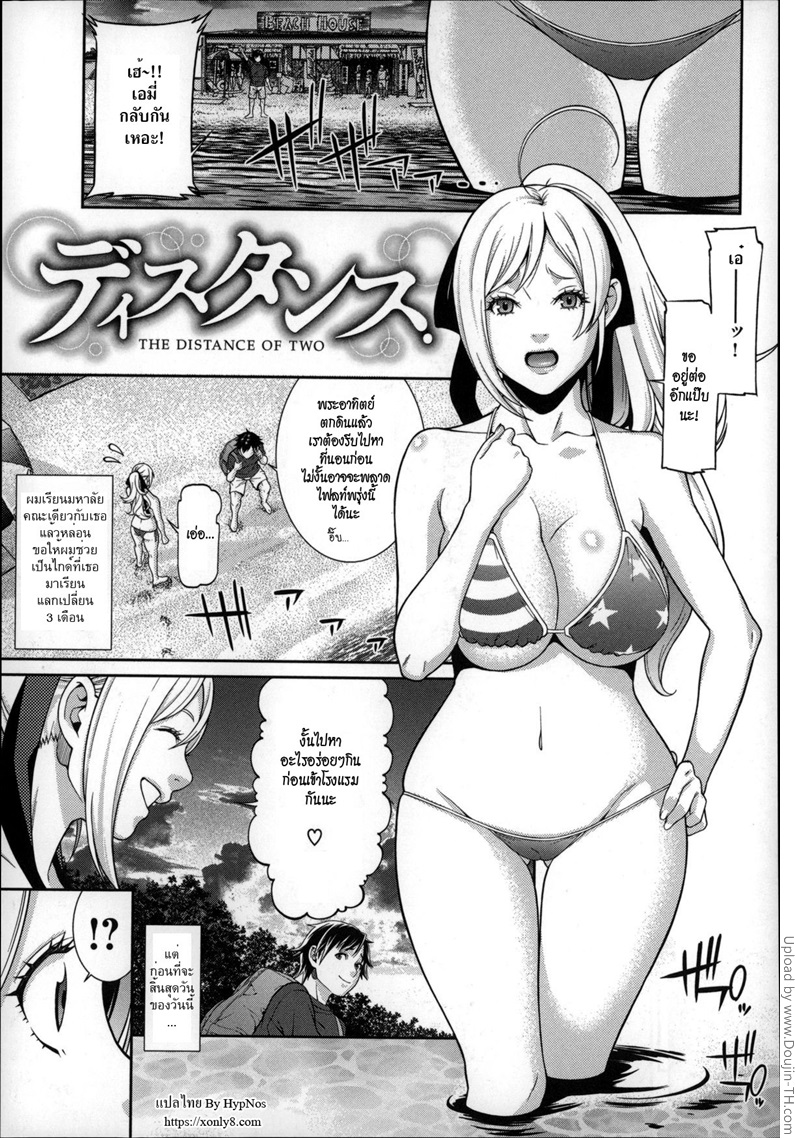 BEACH HOUSE
เฮ้~!!
เอมี่
กลับกัน
เหอะ!
ディスタンス.
THE DISTANCE OF TWO
เอ๋
ーーッ!
ขอ
อยู่ต่อ
อีกแป๊บ
นะ!
พระอาทิตย์
ตกดินแล้ว
เราต้องรีบไปหา
ที่นอนก่อน
ไม่งั้นอาจจะพลาด
ไฟลท์พรุ่งนี้
ได้นะ
อื๊บ...
เอ่อ...
ผมเรียนมหาลัย
คณะเดียวกับเธอ
แล้วหล่อน
ขอให้ผมช่วย
เป็นไกด์ที่เธอ
มาเรียน
แลกเปลี่ยน
3 เดือน
งั้นไปหา
อะไรอร่อยๆกิน
ก่อนเข้าโรงแรม
กันนะ
♡
!?
แต่
ก่อนที่จะ
สิ้นสุดวัน
ของวันนี้
...
แปลไทย By HypNos
https://xonly8.com
Upload by www.Doujin-TH.com